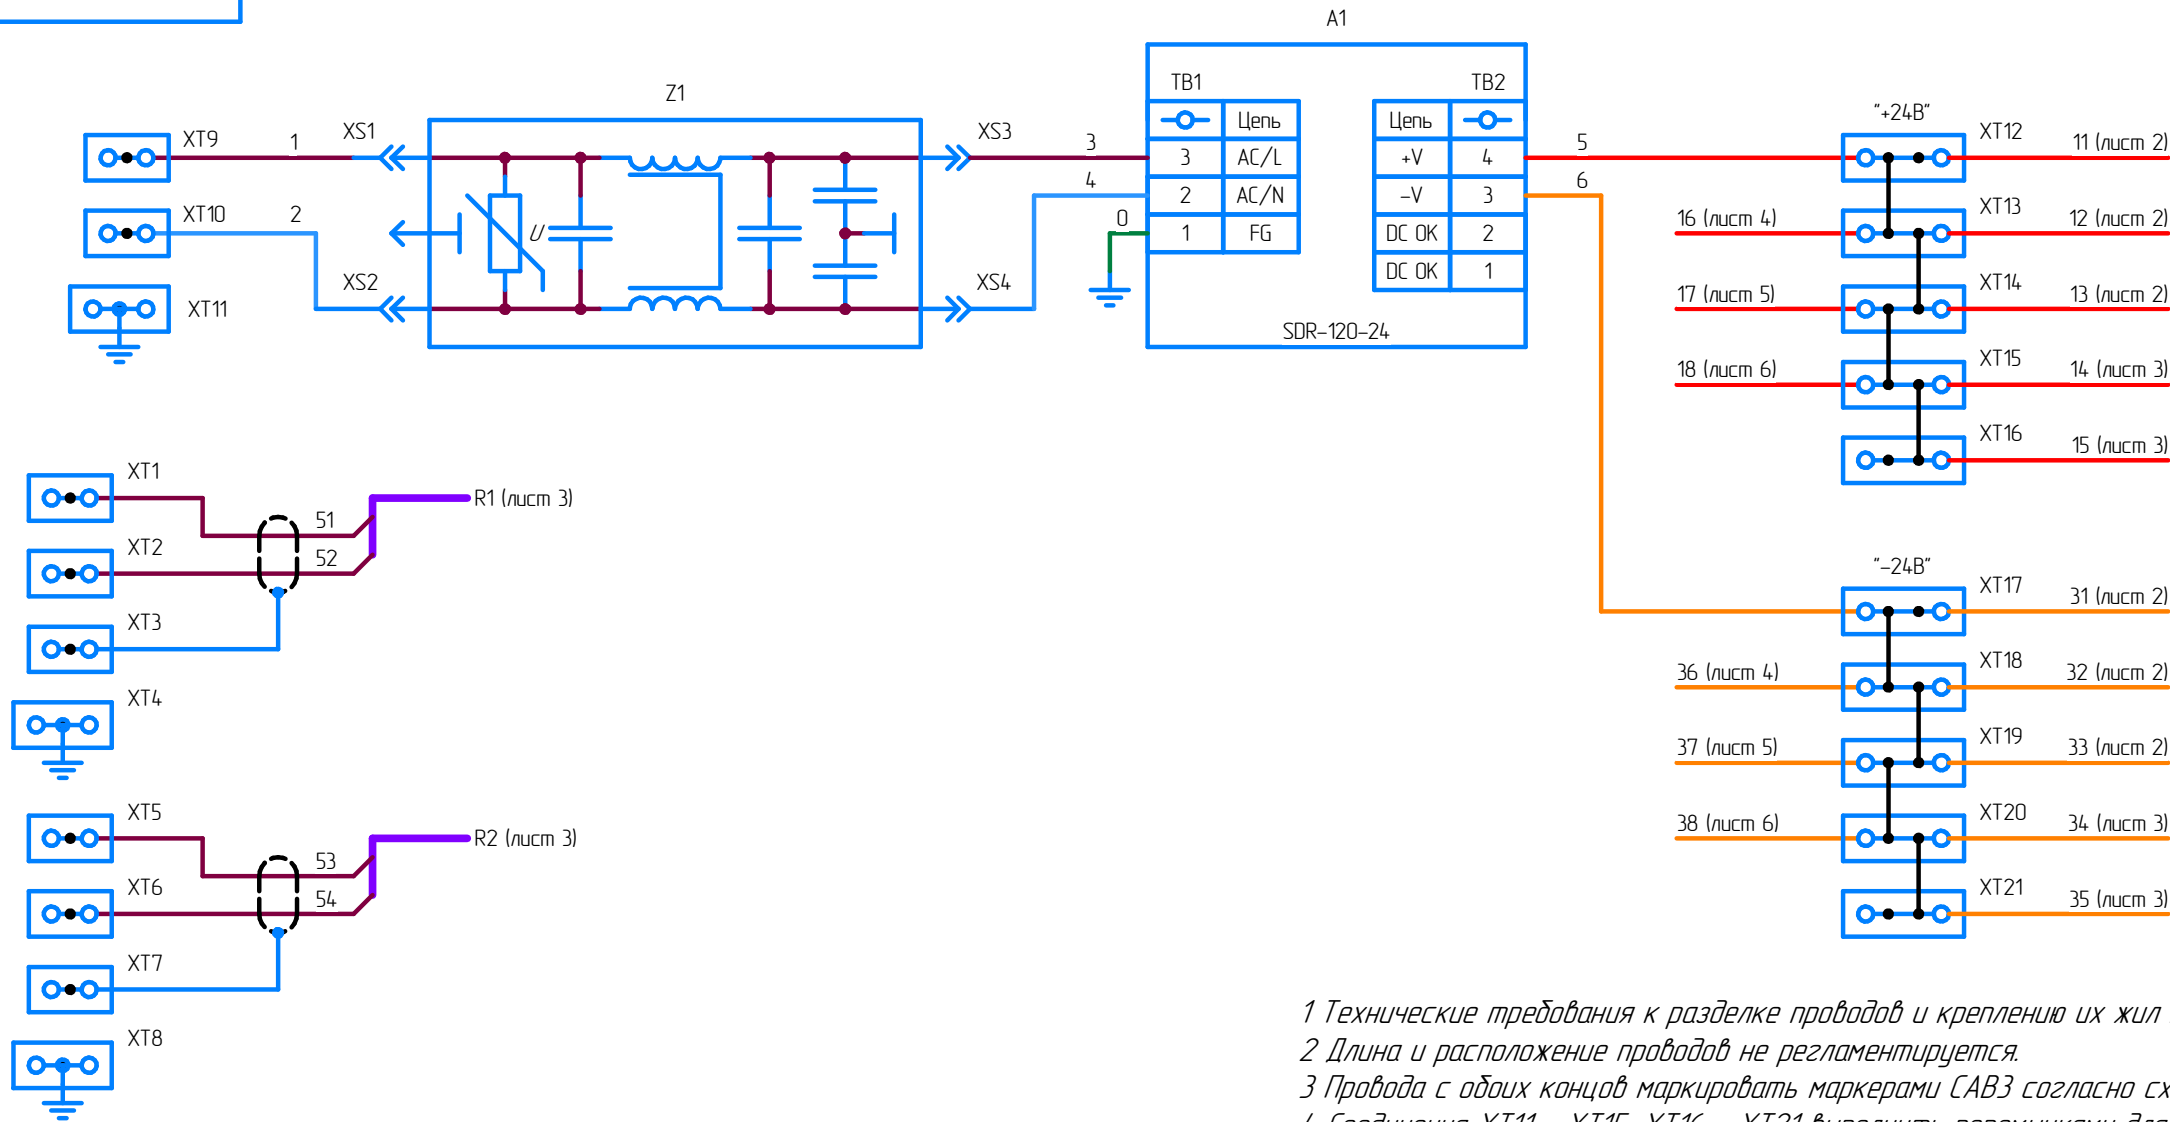 A1
Z1
TB1
TB2
Цепь
Цепь
3
AC/L
+V
4
2
AC/N
–V
3
1
FG
DC OK
2
DC OK
1
SDR–120–24
XT9
1
XS1
XS3
3
4
0
XT10
2
XS2
XS4
XT11
U
5
6
"+24В"
XT12
11 (лист 2)
16 (лист 4)
XT13
12 (лист 2)
17 (лист 5)
XT14
13 (лист 2)
18 (лист 6)
XT15
14 (лист 3)
XT16
15 (лист 3)
XT1
51
R1 (лист 3)
XT2
52
XT3
XT4
XT5
53
R2 (лист 3)
XT6
54
XT7
XT8
"–24В"
XT17
31 (лист 2)
36 (лист 4)
XT18
32 (лист 2)
37 (лист 5)
XT19
33 (лист 2)
38 (лист 6)
XT20
34 (лист 3)
XT21
35 (лист 3)
1 Технические требования к разделке проводов и креплению их жил
2 Длина и расположение проводов не регламентируется.
3 Провода с обоих концов маркировать маркерами САВ3 согласно сх